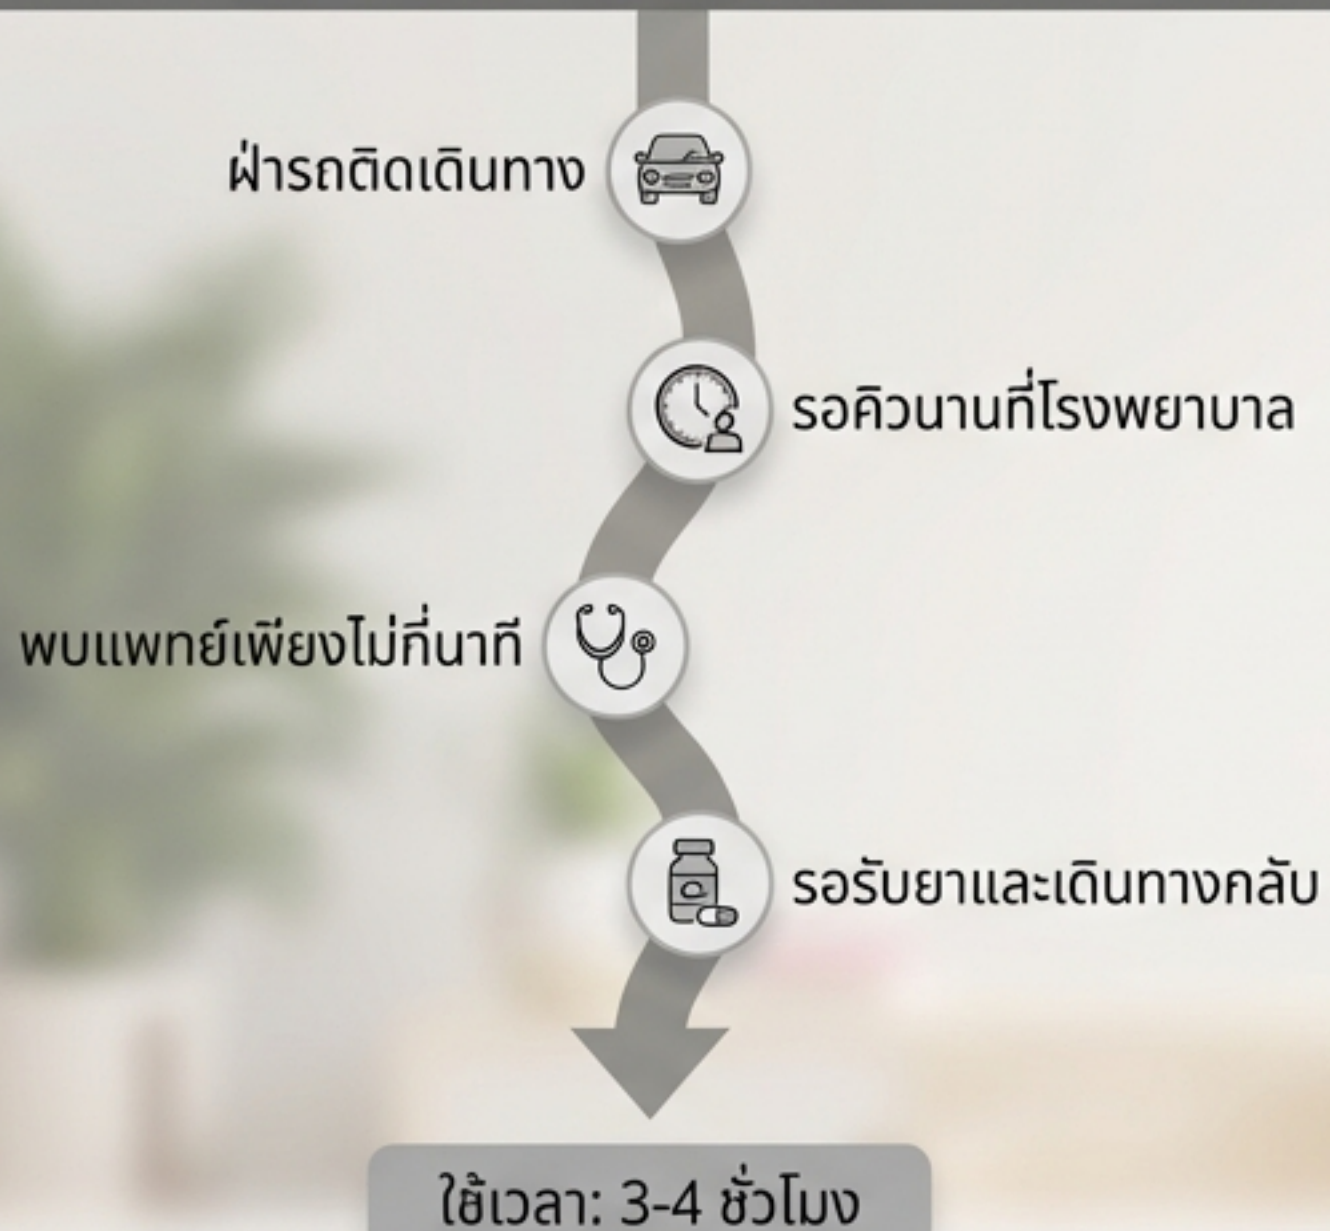 ฝ่ารถติดเดินทาง
รอคิวนานที่โรงพยาบาล
พบแพทย์เพียงไม่กี่นาที
รอรับยาและเดินทางกลับ
ใช้เวลา: 3-4 ชั่วโมง